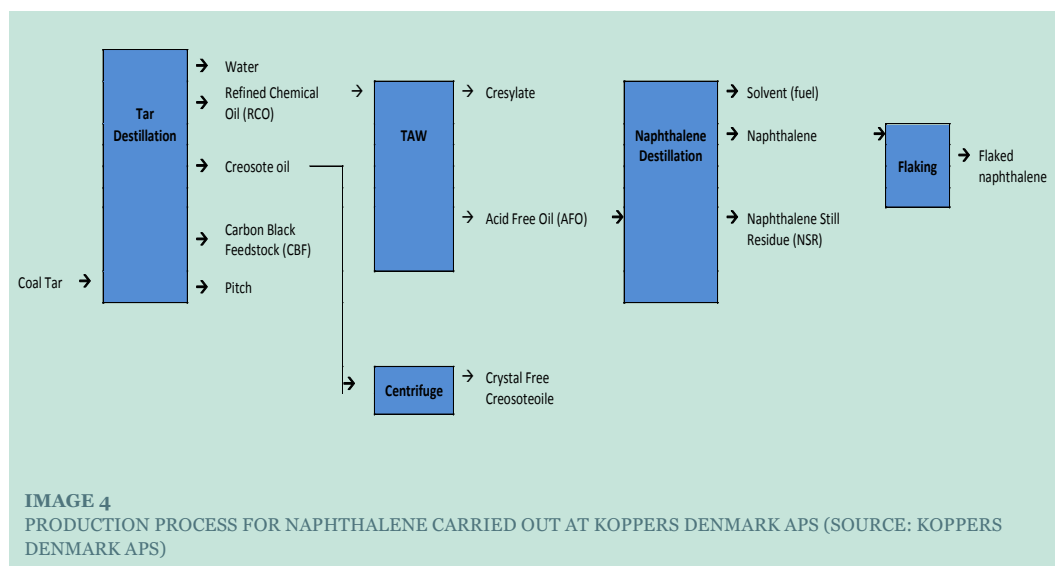 Coal Tar
Tar
Destillation
Water
Refined Chemical
Oil (RCO)
Creosote oil
Carbon Black
Feedstock (CBF)
Pitch
TAW
Cresylate
Acid Free Oil (AFO)
Centrifuge
Crystal Free
Creosoteoile
Naphthalene
Destillation
Solvent (fuel)
Naphthalene
Naphthalene Still
Residue (NSR)
Flaking
Flaked
naphthalene
IMAGE 4
PRODUCTION PROCESS FOR NAPHTHALENE CARRIED OUT AT KOPPERS DENMARK APS (SOURCE: KOPPERS
DENMARK APS)